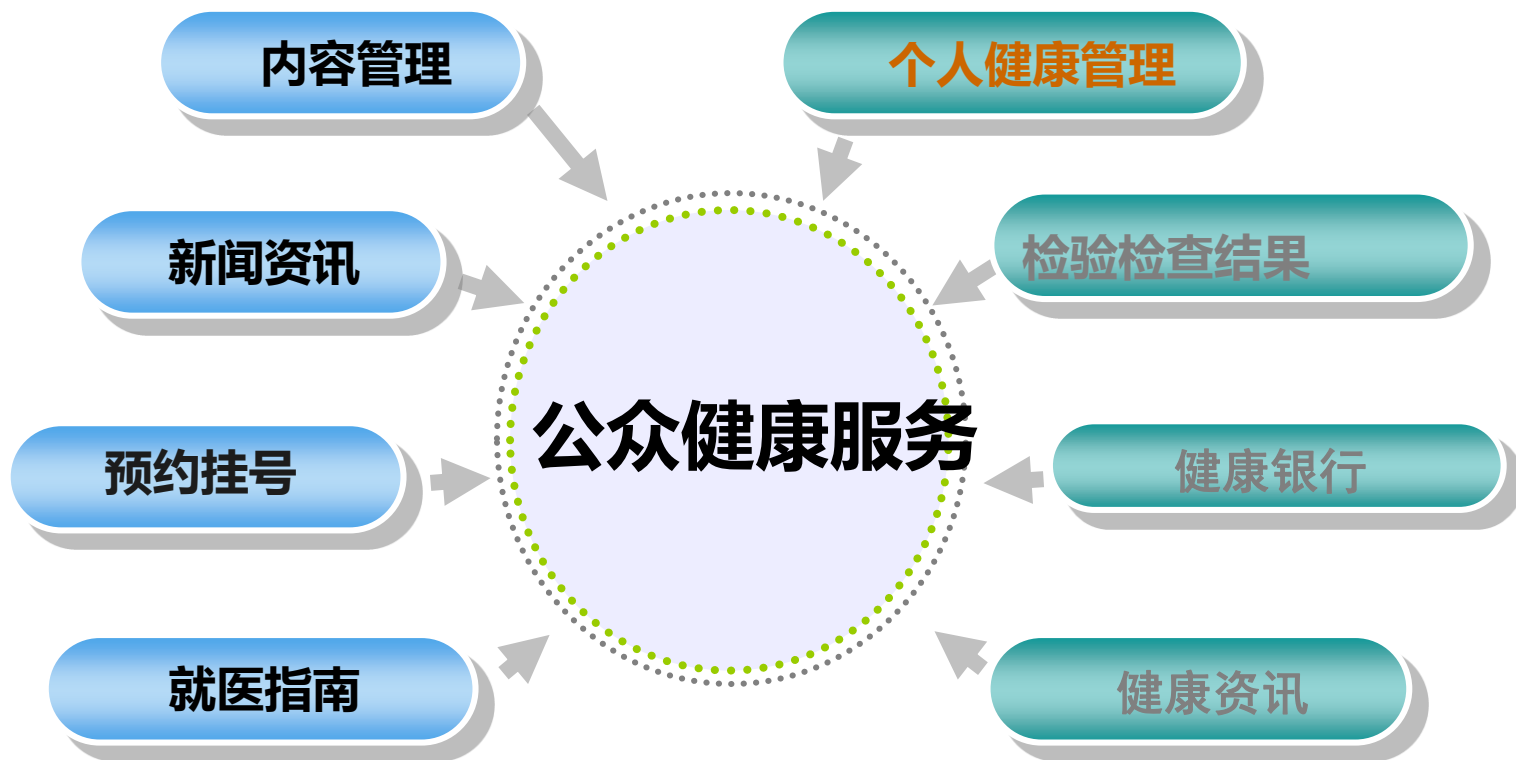 内容管理
个人健康管理
新闻资讯
检验检查结果
公众健康服务
预约挂号
健康银行
就医指南
健康资讯